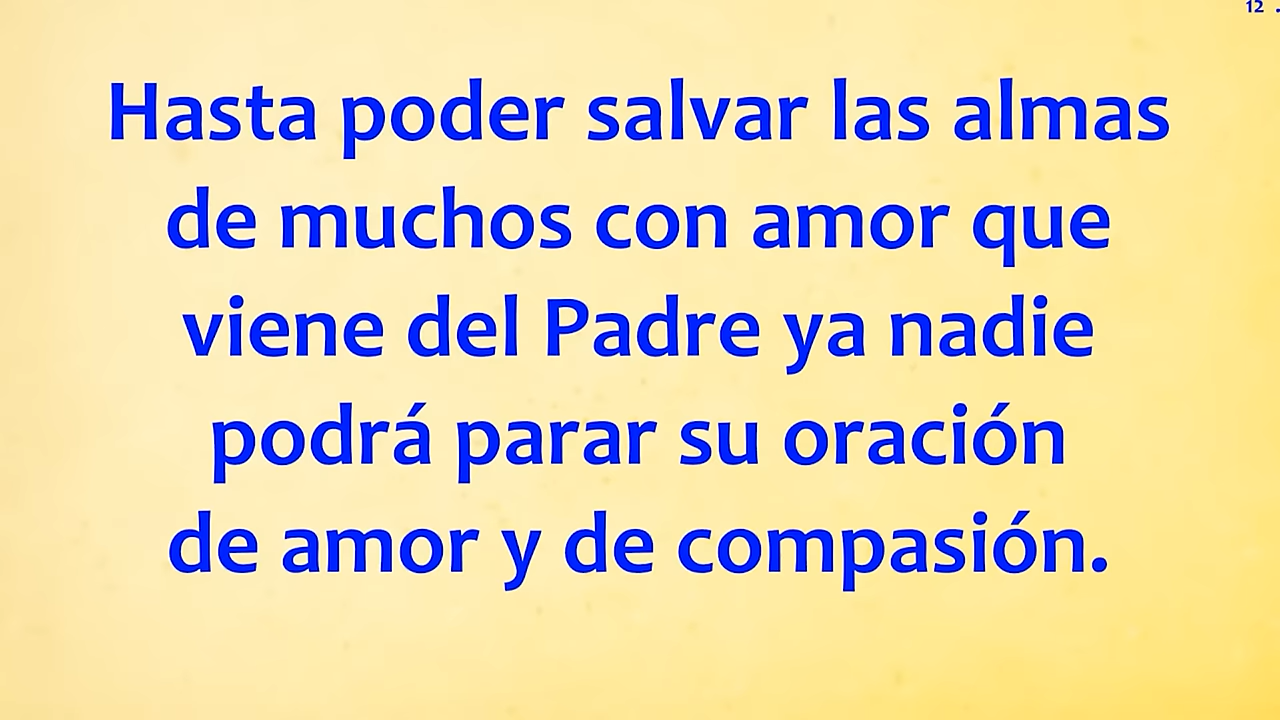 12 .
Hasta poder salvar las almas
de muchos con amor que
viene del Padre ya nadie
podrá parar su oración
de amor y de compasión.